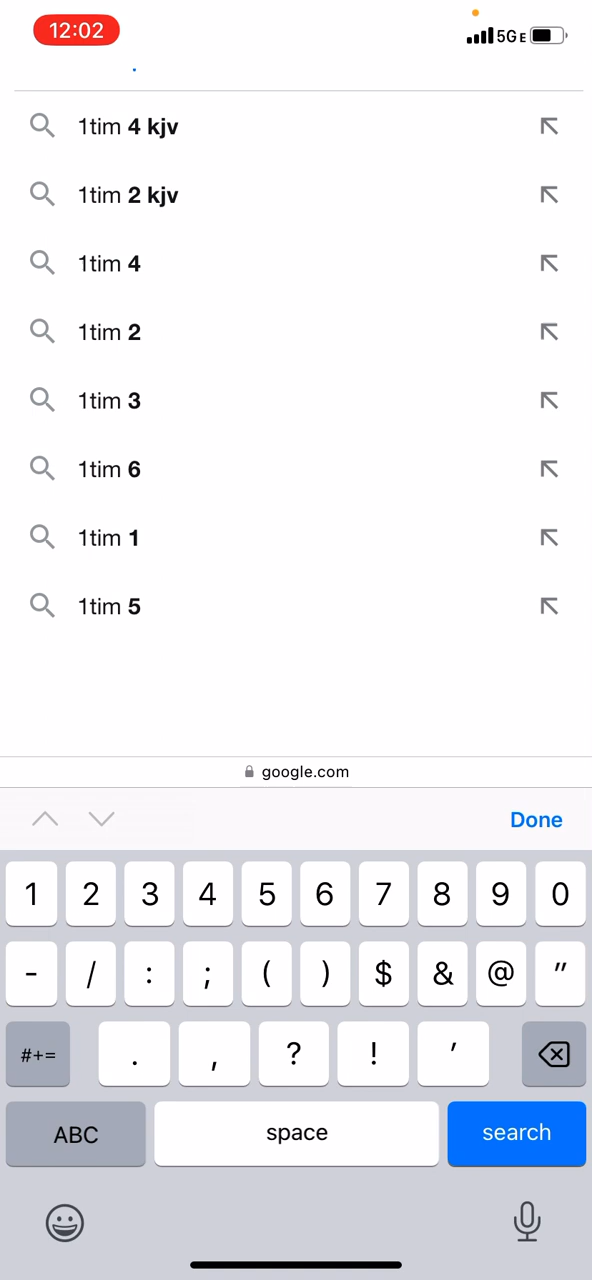 12:02
5GE
1tim 4 kjv
1tim 2 kjv
1tim 4
1tim 2
1tim 3
1tim 6
1tim 1
1tim 5
google.com
Done
1 2 3 4 5 6 7 8 9 0
- / : ; ( ) $ & @ "
#+= . , ? ! '
ABC space search